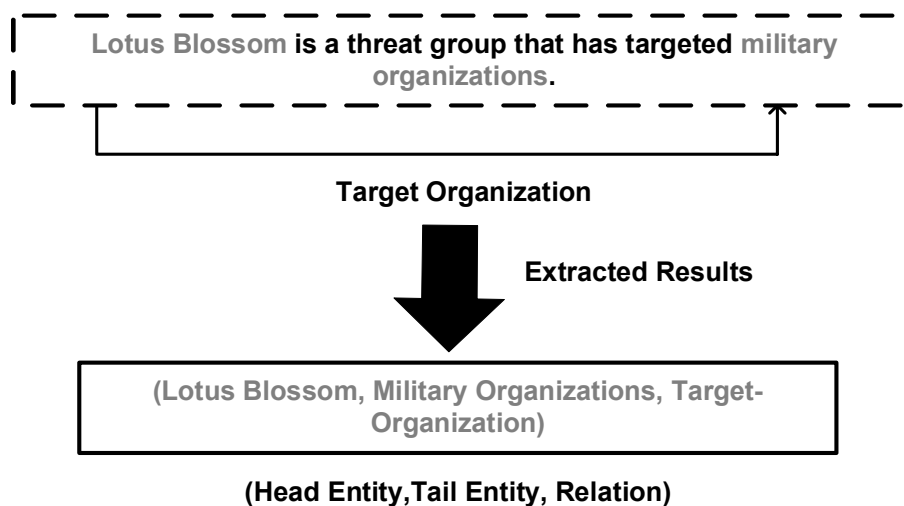 Lotus Blossom is a threat group that has targeted military
organizations.
Target Organization
Extracted Results
(Lotus Blossom, Military Organizations, Target-
Organization)
(Head Entity,Tail Entity, Relation)